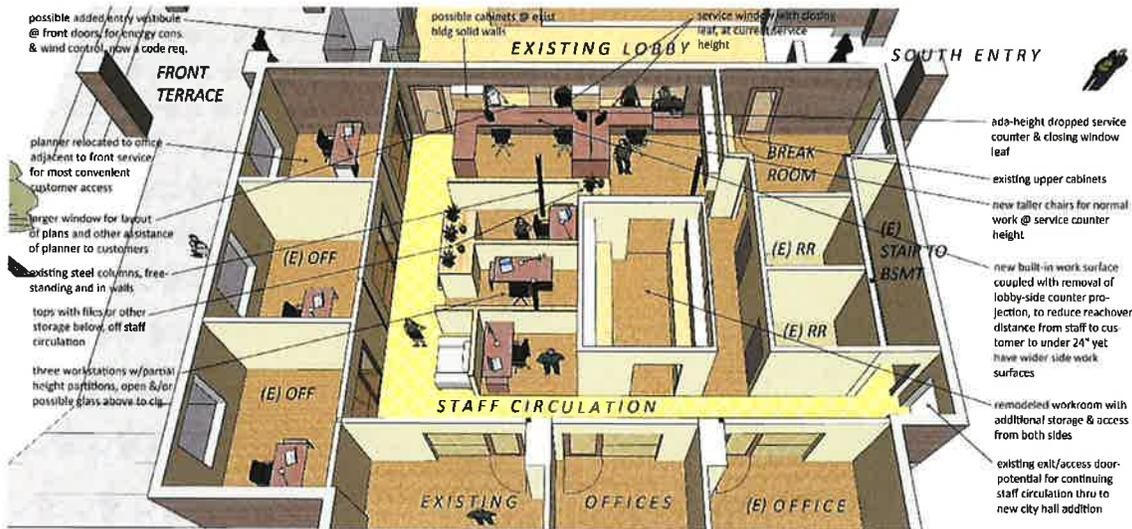 possible added entry vestibule
@ front doors, for energy cons.
& wind control, now a code req.
possible cabinets @ exist
bldg solid walls
service window with closing
leaf, at current service
height
EXISTING LOBBY
SOUTH ENTRY
FRONT
TERRACE
planner relocated to office
adjacent to front service
for most convenient
customer access
larger window for layout
of plans and other assistance
of planner to customers
existing steel columns, free-
standing and in walls
tops with files or other
storage below, off staff
circulation
three workstations w/partial
height partitions, open &/or
possible glass above to clg.
(E) OFF
(E) OFF
BREAK
ROOM
(E) RR
(E) RR
(E)
STAIR TO
BSMT
STAFF CIRCULATION
EXISTING
OFFICES
(E) OFFICE
ada-height dropped service
counter & closing window
leaf
existing upper cabinets
new taller chairs for normal
work @ service counter
height
new built-in work surface
coupled with removal of
lobby-side counter pro-
jection, to reduce reachover
distance from staff to cus-
tomer to under 24" yet
have wider side work
surfaces
remodeled workroom with
additional storage & access
from both sides
existing exit/access door-
potential for continuing
staff circulation thru to
new city hall addition